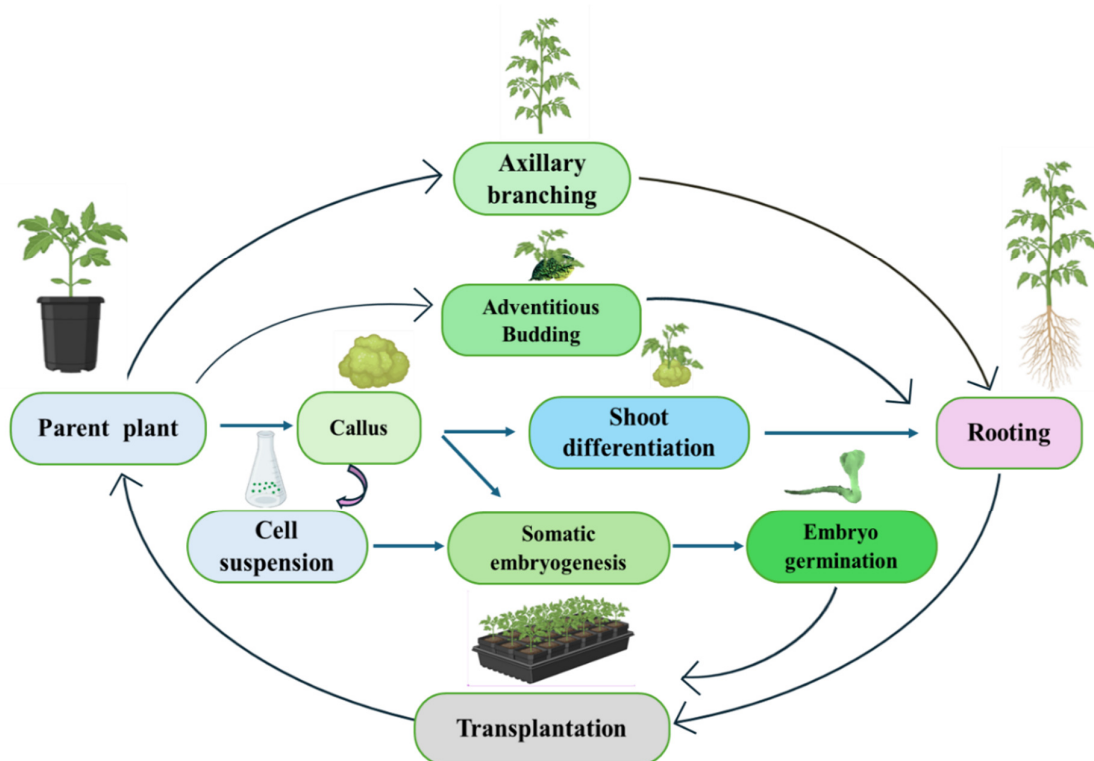 Axillary
branching
Adventitious
Budding
Parent plant
Callus
Shoot
differentiation
Rooting
Cell
suspension
Somatic
embryogenesis
Embryo
germination
Transplantation